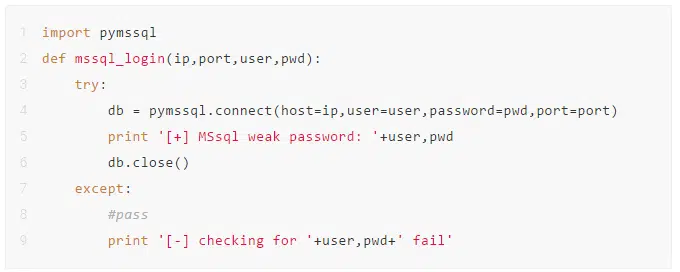 1 import pymssql
2 def mssql_login(ip,port,user,pwd):
3     try:
4         db = pymssql.connect(host=ip,user=user,password=pwd,port=port)
5         print '[+] MSsql weak password: '+user,pwd
6         db.close()
7     except:
8         #pass
9         print '[-] checking for '+user,pwd+' fail'